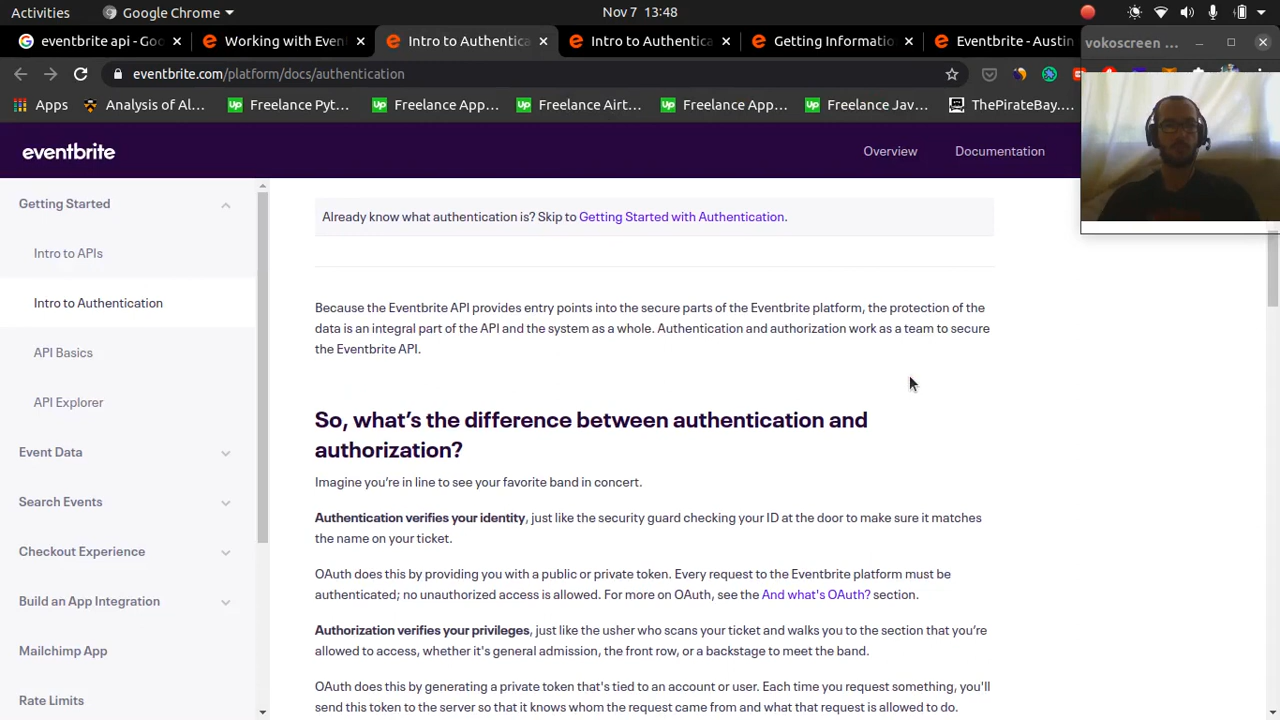 Activities
Google Chrome
Nov 7 13:48
eventbrite api - Goo
Working with Even
Intro to Authentica
Intro to Authentica
Getting Informatio
Eventbrite - Austin
vokoscreen ...
eventbrite.com/platform/docs/authentication
Apps
Analysis of Al...
Freelance Pyt...
Freelanca App...
Freelance Airt...
Freelance App...
Freelance Jav...
ThePirateBay....
eventbrite
Overview
Documentation
Getting Started
Intro to APIs
Intro to Authentication
API Basics
API Explorer
Event Data
Search Events
Checkout Experience
Build an App Integration
Mailchimp App
Rate Limits
Already know what authentication is? Skip to Getting Started with Authentication.
Because the Eventbrite API provides entry points into the secure parts of the Eventbrite platform, the protection of the
data is an integral part of the API and the system as a whole. Authentication and authorization work as a team to secure
the Eventbrite API.
So, what's the difference between authentication and
authorization?
Imagine you're in line to see your favorite band in concert.
Authentication verifies your identity, just like the security guard checking your ID at the door to make sure it matches
the name on your ticket.
OAuth does this by providing you with a public or private token. Every request to the Eventbrite platform must be
authenticated; no unauthorized access is allowed. For more on OAuth, see the And what's OAuth? section.
Authorization verifies your privileges, just like the usher who scans your ticket and walks you to the section that you're
allowed to access, whether it's general admission, the front row, or a backstage to meet the band.
OAuth does this by generating a private token that's tied to an account or user. Each time you request something, you'll
send this token to the server so that it knows whom the request came from and what that request is allowed to do.